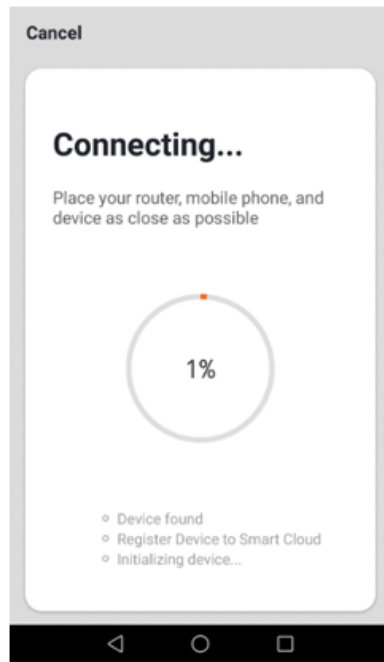 Cancel
Connecting...
Place your router, mobile phone, and
device as close as possible
1%
Device found
Register Device to Smart Cloud
Initializing device...